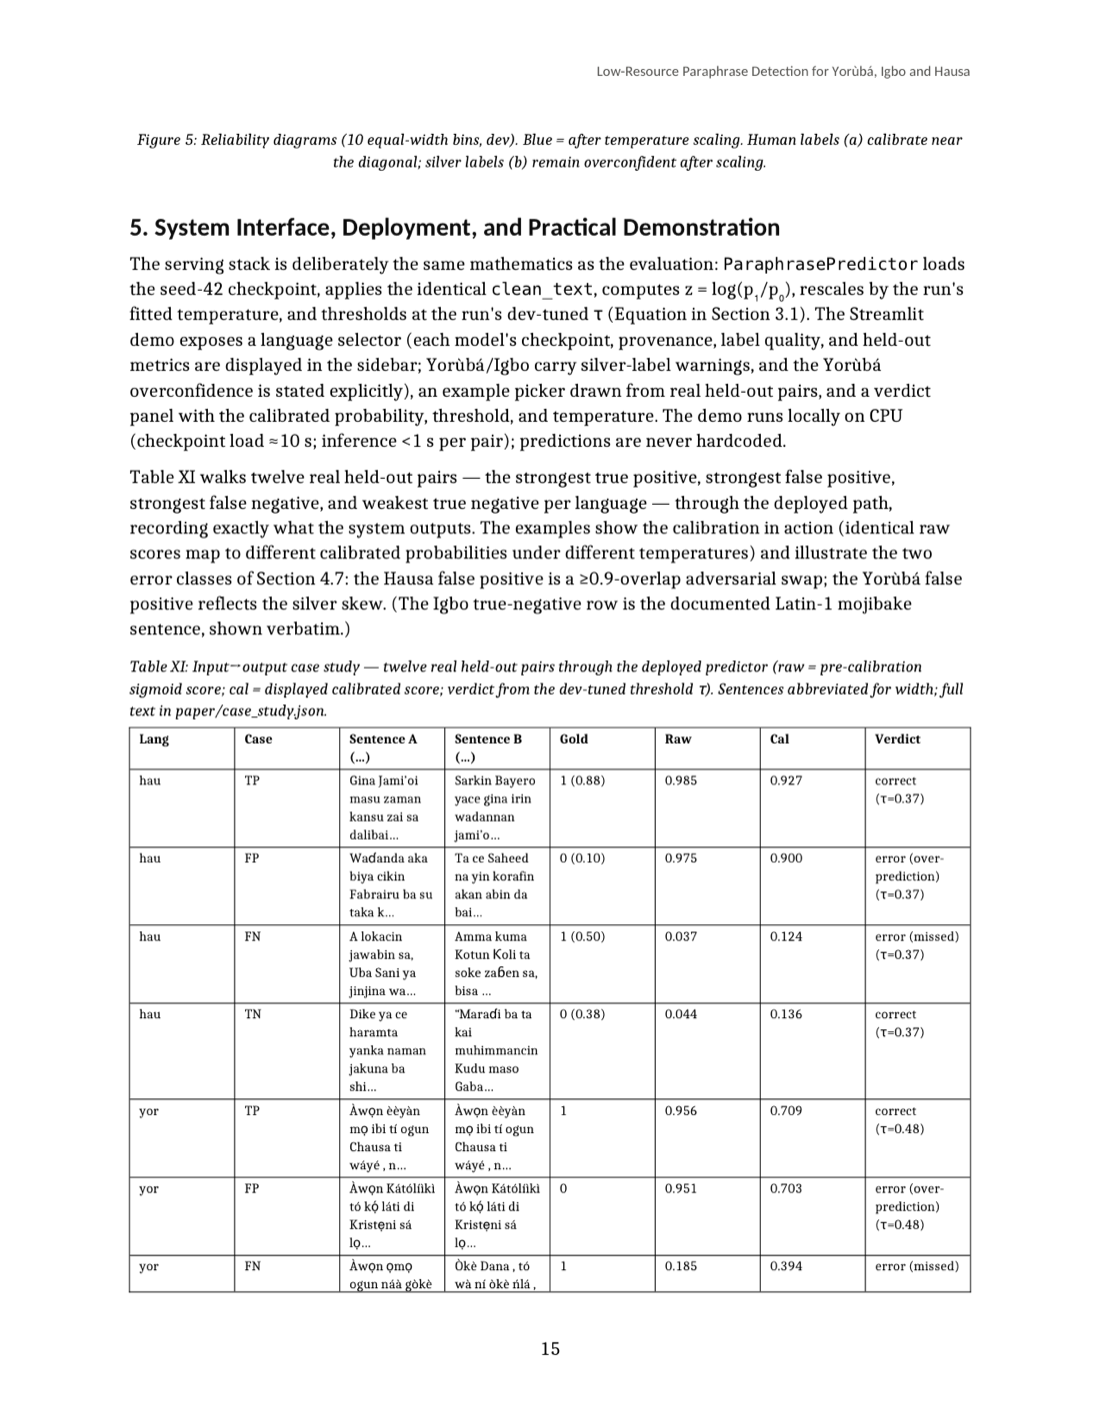 Low-Resource Paraphrase Detection for Yorùbá, Igbo and Hausa
Figure 5: Reliability diagrams (10 equal-width bins, dev). Blue = after temperature scaling. Human labels (a) calibrate near
the diagonal; silver labels (b) remain overconfident after scaling.
5. System Interface, Deployment, and Practical Demonstration
The serving stack is deliberately the same mathematics as the evaluation: ParaphrasePredictor loads
the seed-42 checkpoint, applies the identical clean_text, computes z = log(p₁/p₀), rescales by the run's
fitted temperature, and thresholds at the run's dev-tuned τ (Equation in Section 3.1). The Streamlit
demo exposes a language selector (each model's checkpoint, provenance, label quality, and held-out
metrics are displayed in the sidebar; Yorùbá/Igbo carry silver-label warnings, and the Yorùbá
overconfidence is stated explicitly), an example picker drawn from real held-out pairs, and a verdict
panel with the calibrated probability, threshold, and temperature. The demo runs locally on CPU
(checkpoint load ≈10 s; inference <1 s per pair); predictions are never hardcoded.
Table XI walks twelve real held-out pairs — the strongest true positive, strongest false positive,
strongest false negative, and weakest true negative per language — through the deployed path,
recording exactly what the system outputs. The examples show the calibration in action (identical raw
scores map to different calibrated probabilities under different temperatures) and illustrate the two
error classes of Section 4.7: the Hausa false positive is a ≥0.9-overlap adversarial swap; the Yorùbá false
positive reflects the silver skew. (The Igbo true-negative row is the documented Latin-1 mojibake
sentence, shown verbatim.)
Table XI: Input→output case study — twelve real held-out pairs through the deployed predictor (raw = pre-calibration
sigmoid score; cal = displayed calibrated score; verdict from the dev-tuned threshold τ). Sentences abbreviated for width; full
text in paper/case_study.json.
Lang
Case
Sentence A
(...)
Sentence B
(...)
Gold
Raw
Cal
Verdict
hau
TP
Gina Jami'oi
masu zaman
kansu zai sa
dalibai...
Sarkin Bayero
yace gina irin
wadannan
jami'o...
1 (0.88)
0.985
0.927
correct
(τ=0.37)
hau
FP
Waɗanda aka
biya cikin
Fabrairu ba su
taka k...
Ta ce Saheed
na yin korafin
akan abin da
bai...
0 (0.10)
0.975
0.900
error (over-
prediction)
(τ=0.37)
hau
FN
A lokacin
jawabin sa,
Uba Sani ya
jinjina wa...
Amma kuma
Kotun Ƙoli ta
soke zaɓen sa,
bisa ...
1 (0.50)
0.037
0.124
error (missed)
(τ=0.37)
hau
TN
Dike ya ce
haramta
yanka naman
jakuna ba
shi...
"Maraɗi ba ta
kai
muhimmancin
Kudu maso
Gaba...
0 (0.38)
0.044
0.136
correct
(τ=0.37)
yor
TP
Àwọn èèyàn
mọ ibi tí ogun
Chausa ti
wáyé , n...
Àwọn èèyàn
mọ ibi tí ogun
Chausa ti
wáyé , n...
1
0.956
0.709
correct
(τ=0.48)
yor
FP
Àwọn Kátólíìkì
tó kọ́ láti di
Kristẹni sá
lọ...
Àwọn Kátólíìkì
tó kọ́ láti di
Kristẹni sá
lọ...
0
0.951
0.703
error (over-
prediction)
(τ=0.48)
yor
FN
Àwọn ọmọ
ogun náà gòkè
Òkè Dana , tó
wà ní òkè ńlá ,
1
0.185
0.394
error (missed)
15